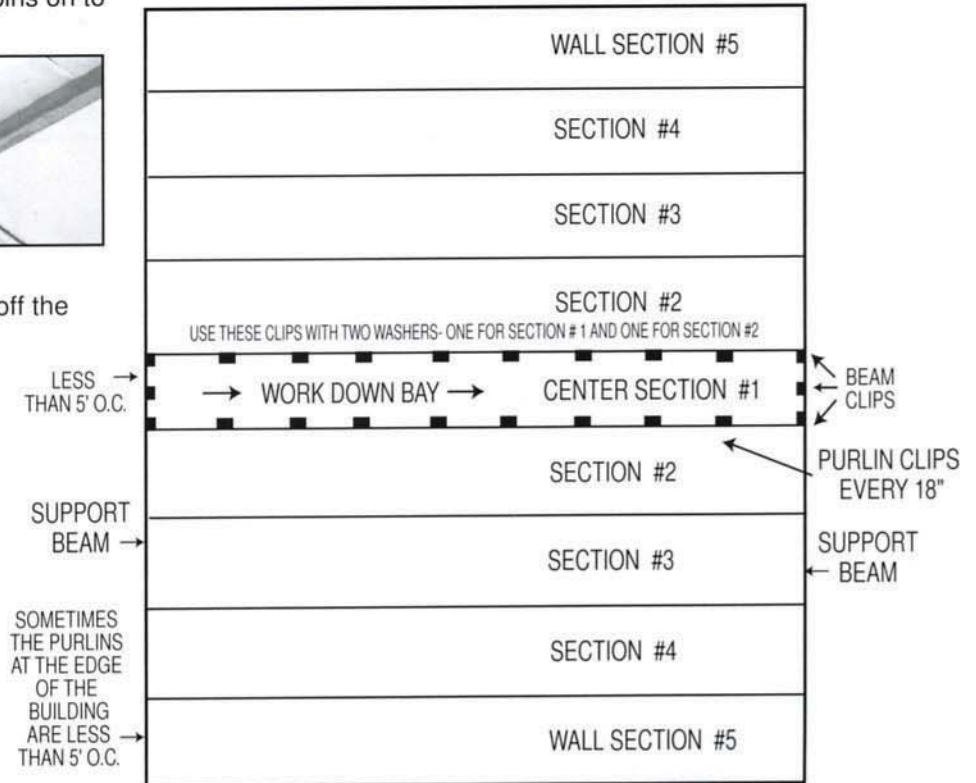 oins on to
off the
WALL SECTION #5
SECTION #4
SECTION #3
SECTION #2
USE THESE CLIPS WITH TWO WASHERS- ONE FOR SECTION # 1 AND ONE FOR SECTION #2
LESS
THAN 5' O.C.
WORK DOWN BAY
CENTER SECTION #1
BEAM
CLIPS
PURLIN CLIPS
EVERY 18"
SECTION #2
SUPPORT
BEAM
SECTION #3
SUPPORT
BEAM
SOMETIMES
THE PURLINS
AT THE EDGE
OF THE
BUILDING
ARE LESS
THAN 5' O.C.
SECTION #4
WALL SECTION #5